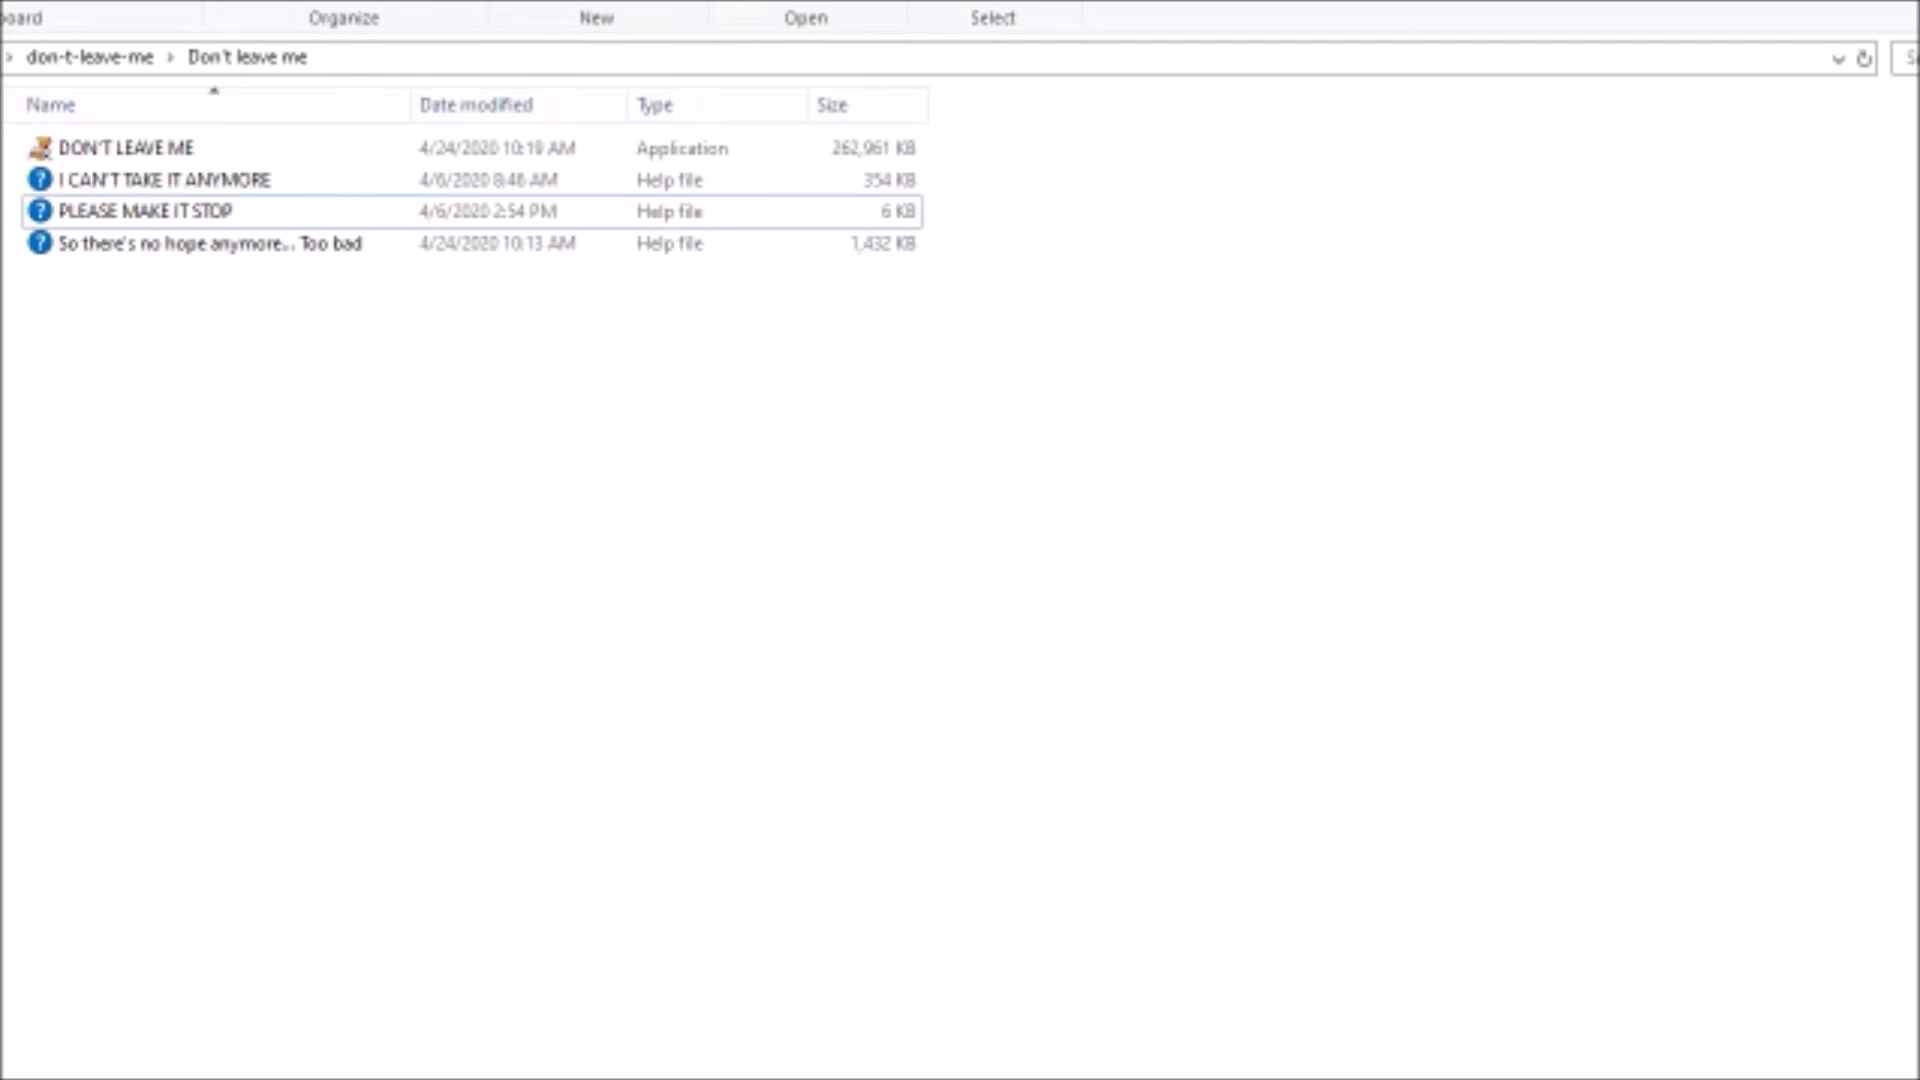 oard Organize New Open Select
> don-t-leave-me > Don't leave me
Name Date modified Type Size
DON'T LEAVE ME 4/24/2020 10:19 AM Application 262,961 KB
I CAN'T TAKE IT ANYMORE 4/6/2020 8:46 AM Help file 354 KB
PLEASE MAKE IT STOP 4/6/2020 2:54 PM Help file 6 KB
So there's no hope anymore... Too bad 4/24/2020 10:13 AM Help file 1,432 KB